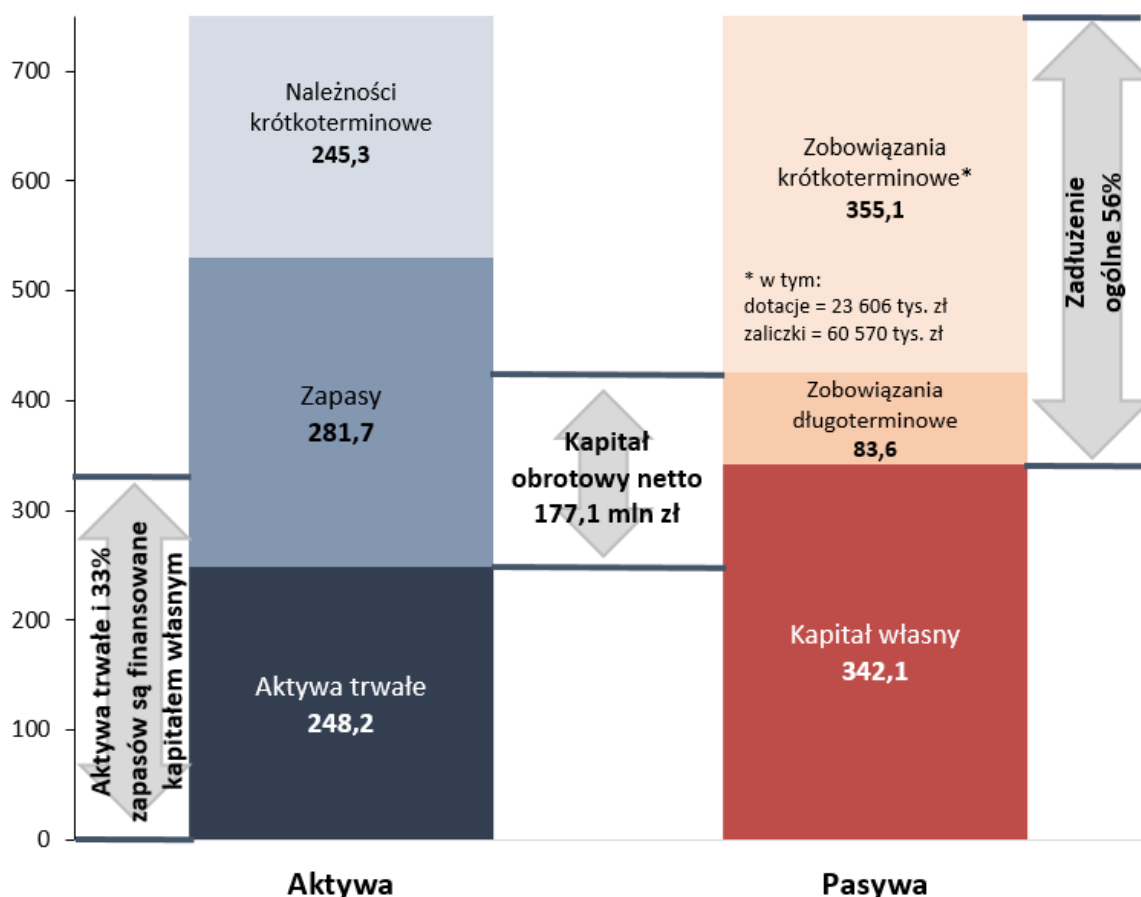 700
600
500
400
300
200
100
0
Aktywa trwałe i 33%
zapasów są finansowane
kapitałem własnym
Należności
krótkoterminowe
245,3
Zapasy
281,7
Aktywa trwałe
248,2
Kapitał
obrotowy netto
177,1 mln zł
Zobowiązania
krótkoterminowe*
355,1
* w tym:
dotacje = 23 606 tys. zł
zaliczki = 60 570 tys. zł
Zobowiązania
długoterminowe
83,6
Kapitał własny
342,1
Zadłużenie
ogólne 56%
Aktywa
Pasywa